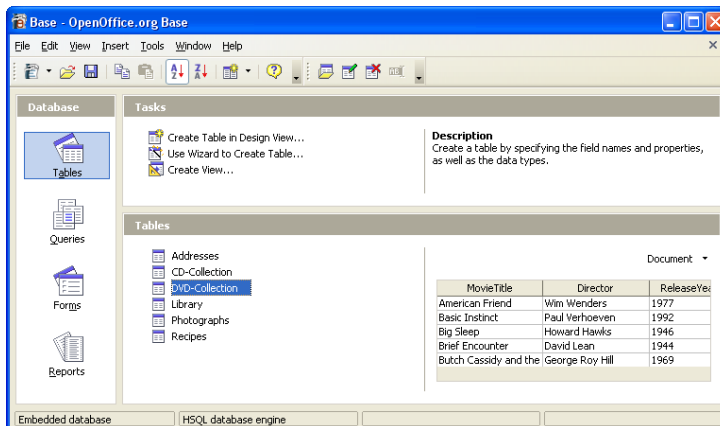 Base - OpenOffice.org Base
File Edit View Insert Tools Window Help
Database
Tables
Queries
Forms
Reports
Tasks
Create Table in Design View...
Use Wizard to Create Table...
Create View...
Description
Create a table by specifying the field names and properties,
as well as the data types.
Tables
Addresses
CD-Collection
DVD-Collection
Library
Photographs
Recipes
Document
MovieTitle Director ReleaseYea
American Friend Wim Wenders 1977
Basic Instinct Paul Verhoeven 1992
Big Sleep Howard Hawks 1946
Brief Encounter David Lean 1944
Butch Cassidy and the George Roy Hill 1969
Embedded database HSQL database engine